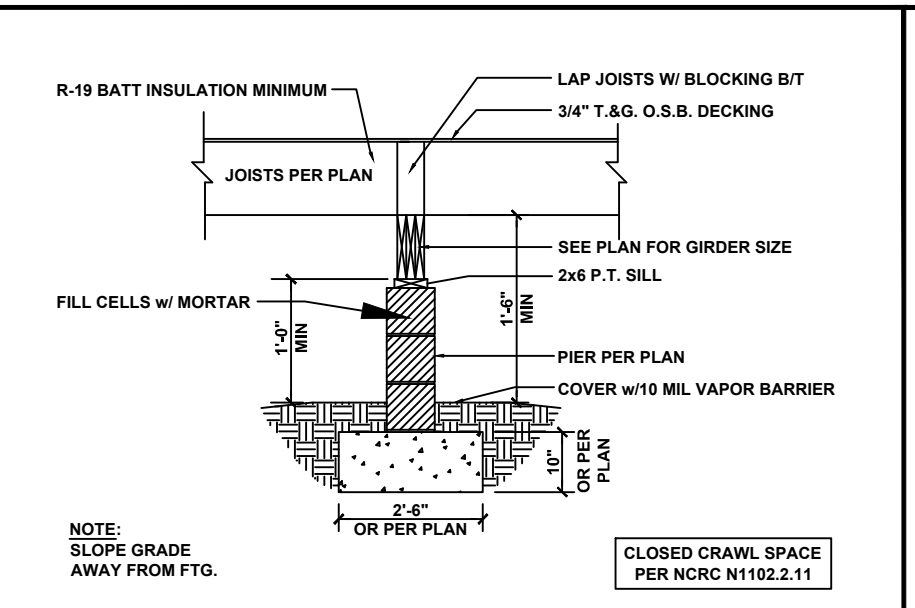 R-19 BATT INSULATION MINIMUM
LAP JOISTS W/ BLOCKING B/T
3/4" T.&G. O.S.B. DECKING
JOISTS PER PLAN
SEE PLAN FOR GIRDER SIZE
2x6 P.T. SILL
FILL CELLS w/ MORTAR
1'-0"
MIN
1'-6"
MIN
PIER PER PLAN
COVER w/10 MIL VAPOR BARRIER
10"
OR PER
PLAN
2'-6"
OR PER PLAN
NOTE:
SLOPE GRADE
AWAY FROM FTG.
CLOSED CRAWL SPACE
PER NCRC N1102.2.11